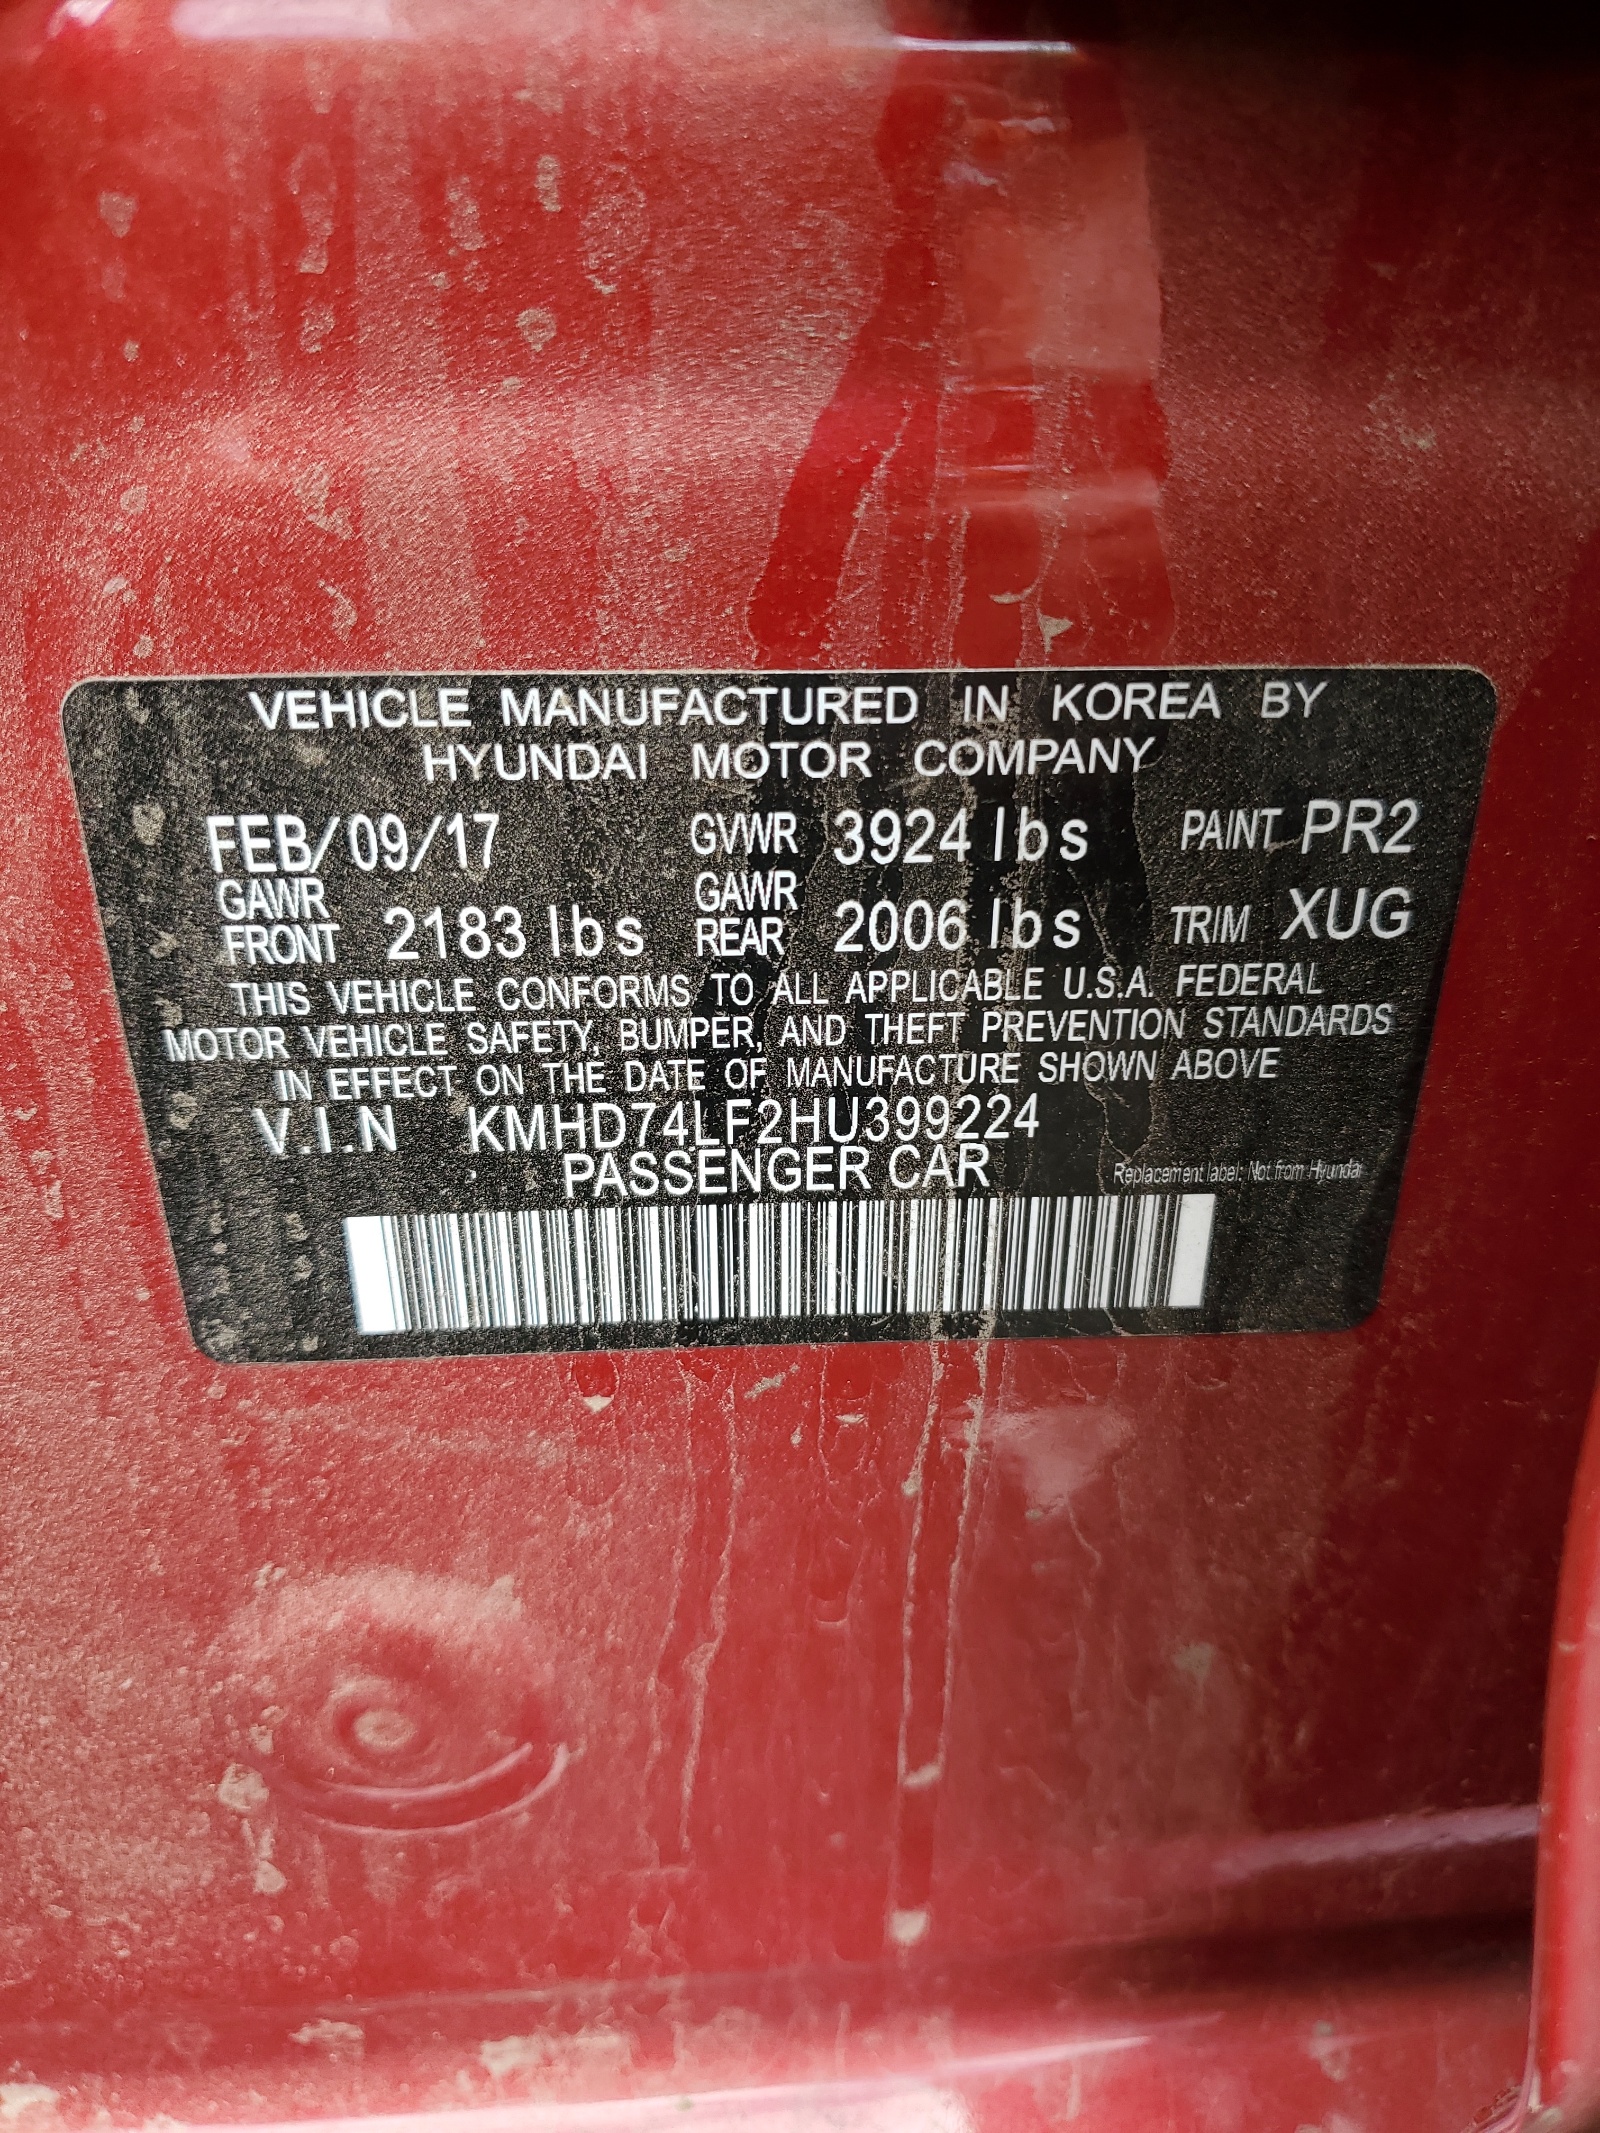 VEHICLE MANUFACTURED IN KOREA BY
HYUNDAI MOTOR COMPANY
FEB/09/17 GVWR 3924 lbs PAINT PR2
GAWR FRONT 2183 lbs GAWR REAR 2006 lbs TRIM XUG
THIS VEHICLE CONFORMS TO ALL APPLICABLE U.S.A. FEDERAL
MOTOR VEHICLE SAFETY, BUMPER, AND THEFT PREVENTION STANDARDS
IN EFFECT ON THE DATE OF MANUFACTURE SHOWN ABOVE
V.I.N KMHD74LF2HU399224
PASSENGER CAR
Replacement label: Not from Hyundai